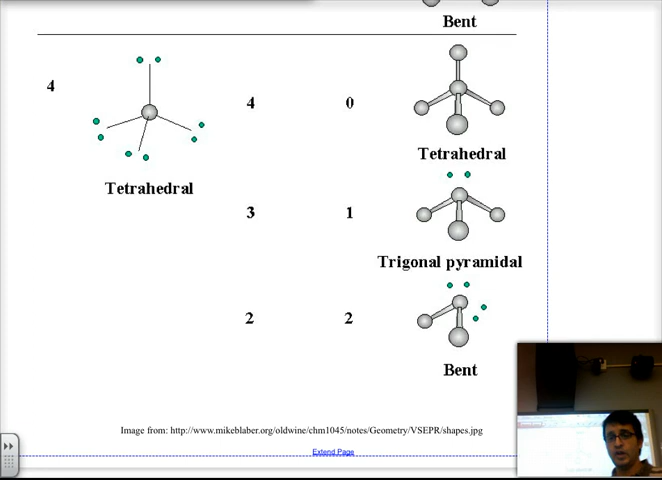 Bent
4
4 0
Tetrahedral
Tetrahedral
3 1
Trigonal pyramidal
2 2
Bent
Image from: http://www.mikeblaber.org/oldwine/chm1045/notes/Geometry/VSEPR/shapes.jpg
Extend Page